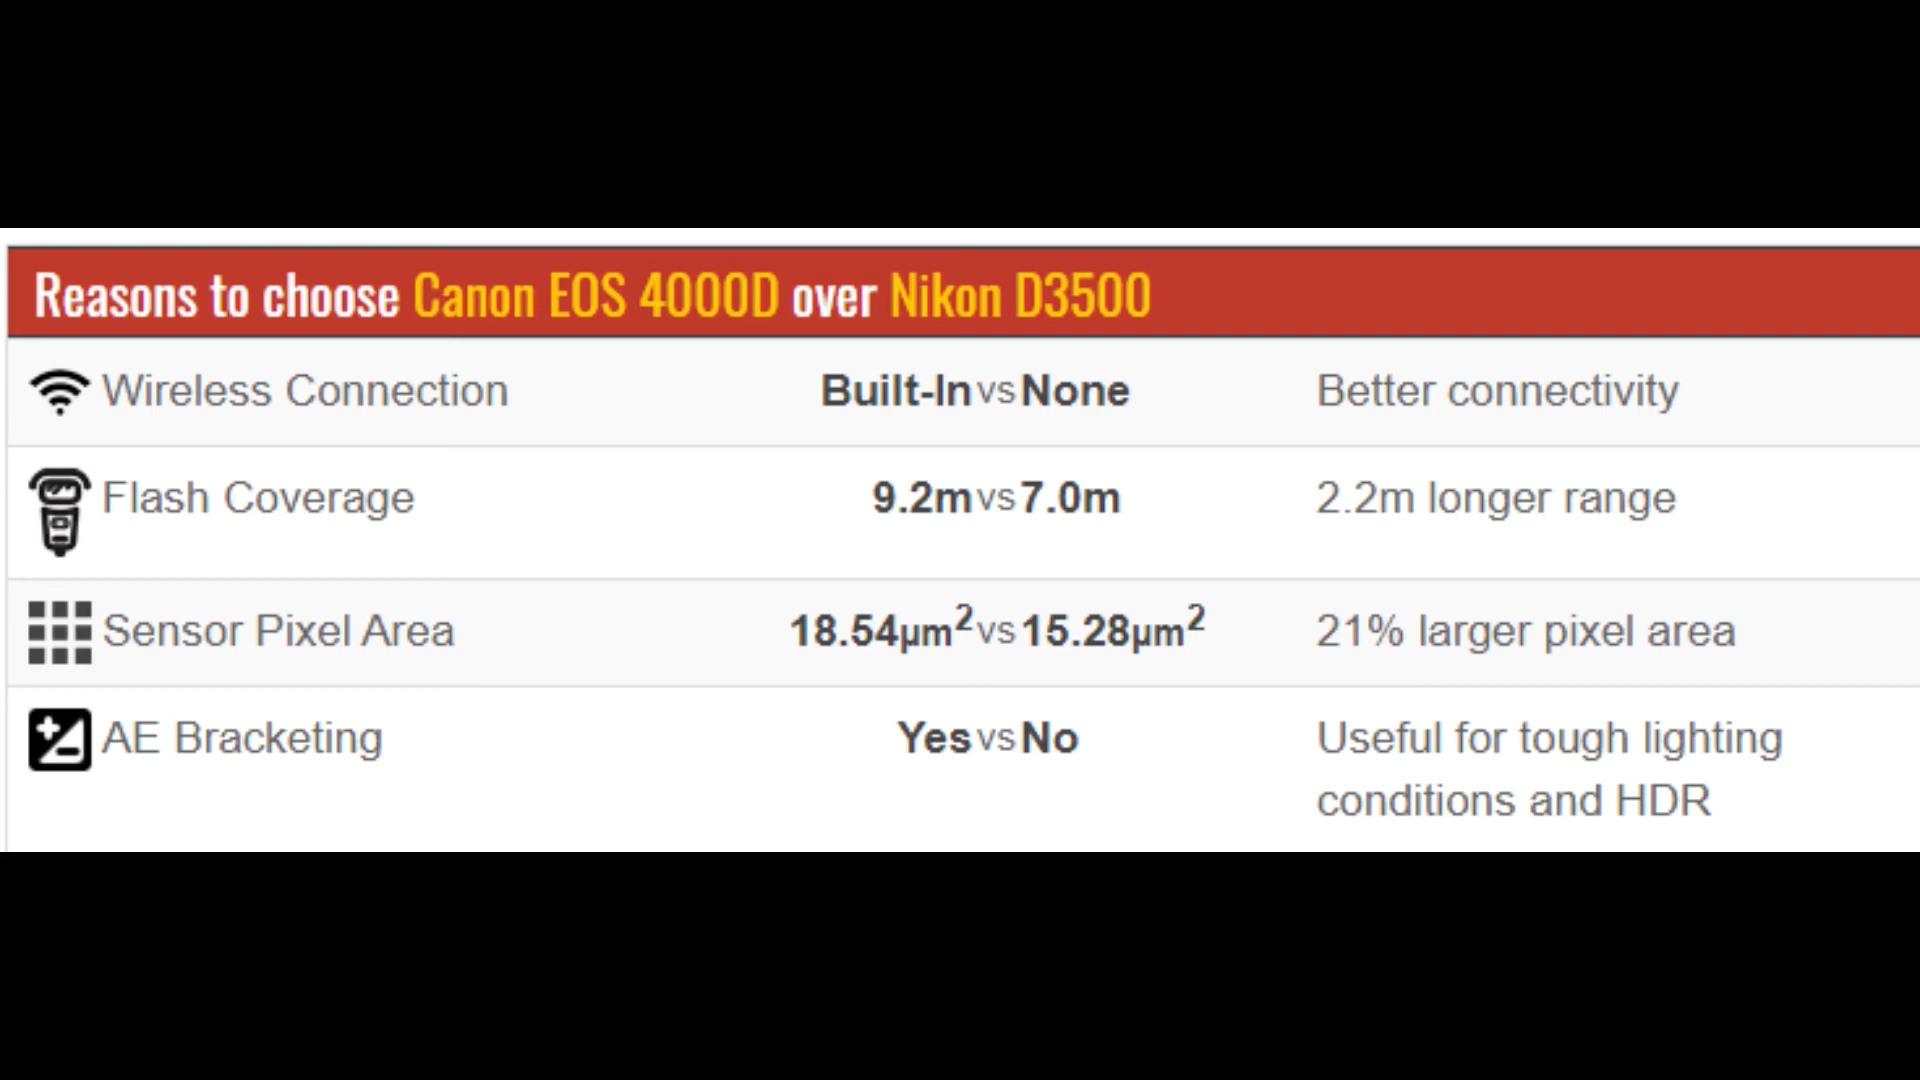 Reasons to choose Canon EOS 4000D over Nikon D3500
Wireless Connection Built-In vs None Better connectivity
Flash Coverage 9.2m vs 7.0m 2.2m longer range
Sensor Pixel Area 18.54µm² vs 15.28µm² 21% larger pixel area
AE Bracketing Yes vs No Useful for tough lighting
conditions and HDR